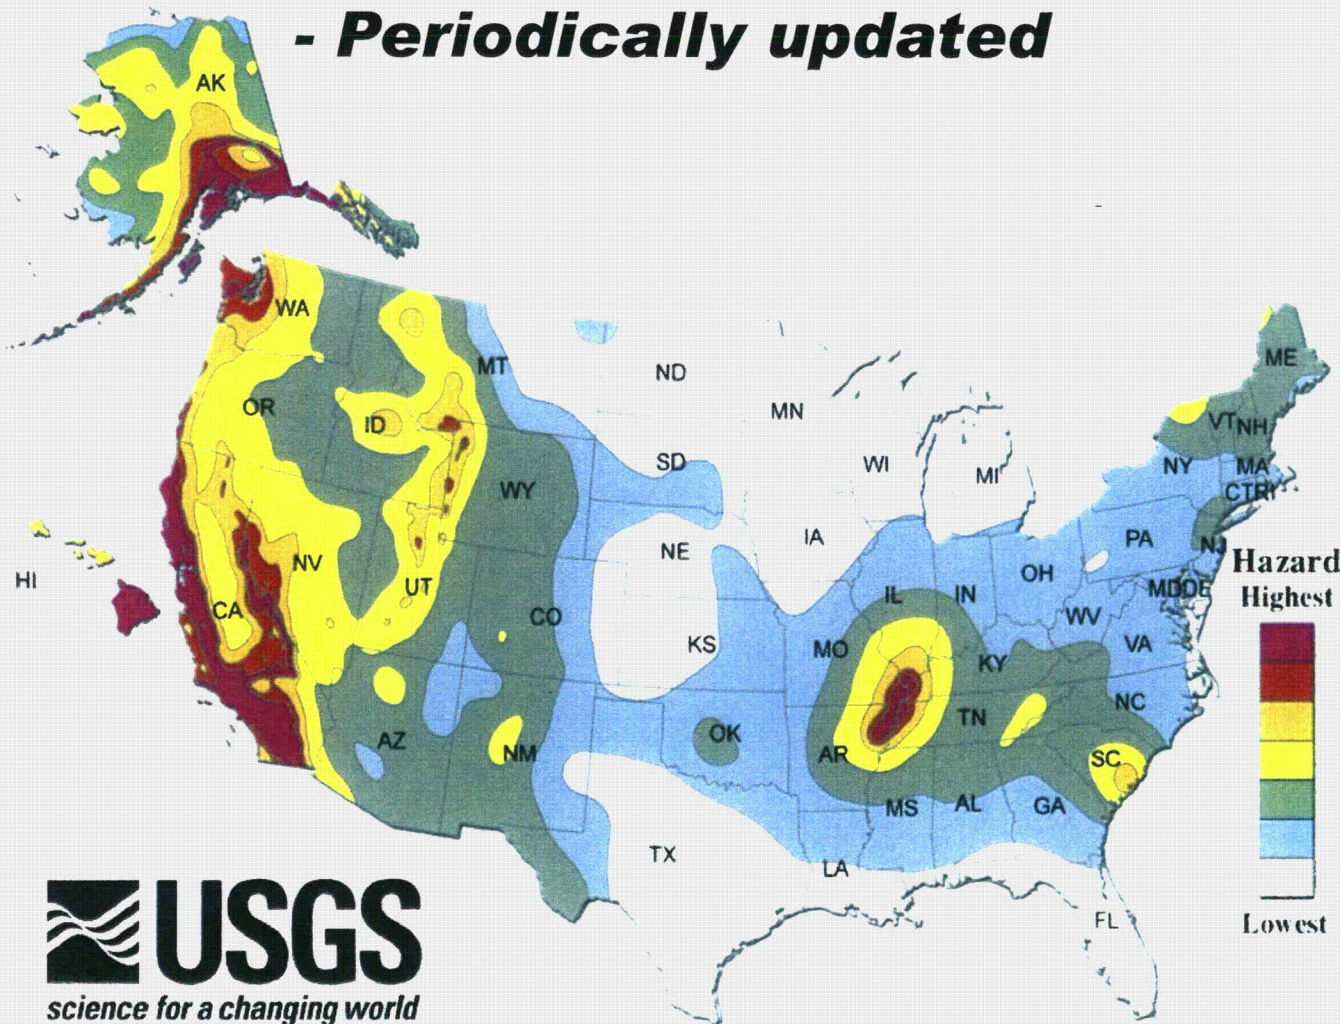 - Periodically updated
AK
WA
MT
ND
ME
OR
ID
MN
VT NH
SD
WI
MI
NY
MA
WY
CT RI
NE
IA
PA
NJ
HI
NV
UT
OH
Hazard
Highest
CA
CO
IL
IN
MD DE
KS
MO
WV
VA
KY
NC
AZ
NM
OK
AR
TN
SC
MS
AL
GA
TX
LA
FL
Lowest
USGS
science for a changing world